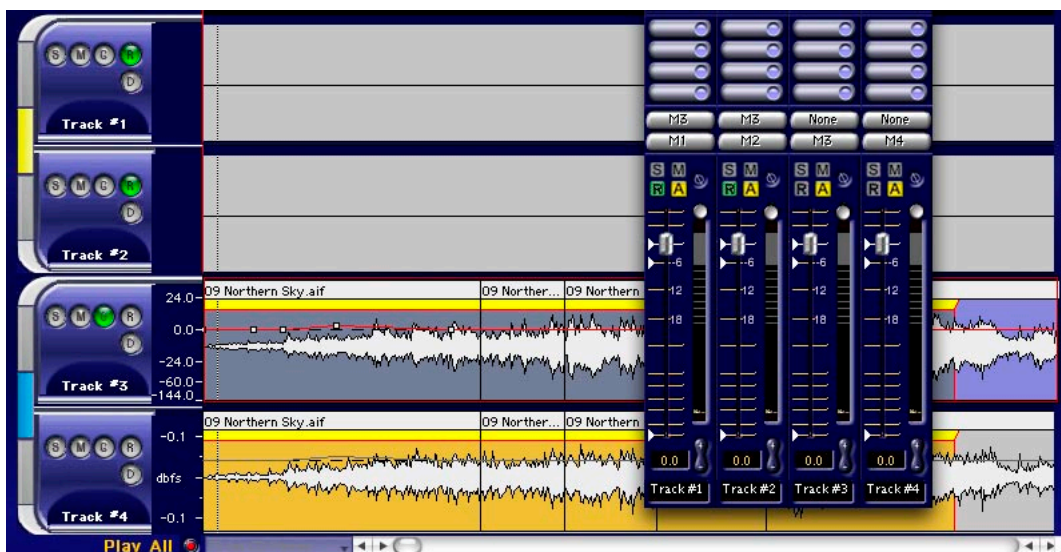 S M G R
D
Track #1
S M G R
D
Track #2
09 Northern Sky.aif 09 Norther... 09 Northern
24.0
0.0
-24.0
-60.0
-144.0
S M G R
D
Track #3
09 Northern Sky.aif 09 Norther... 09 Northern
-0.1
dbfs
-0.1
S M G R
D
Track #4
Play All
M3 M3 None None
M1 M2 M3 M4
S M S M S M S M
R A R A R A R A
-6 -6 -6 -6
-12 -12 -12 -12
-18 -18 -18 -18
0.0 0.0 0.0 0.0
Track #1 Track #2 Track #3 Track #4